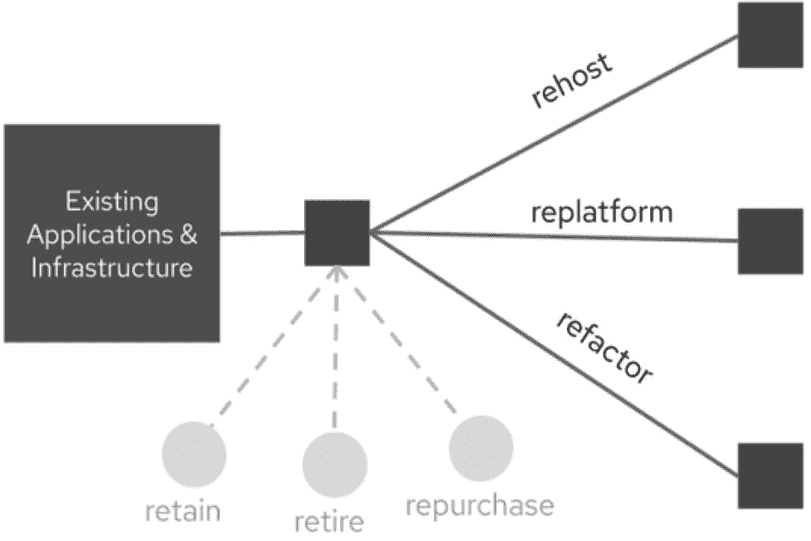 Existing
Applications &
Infrastructure
rehost
replatform
refactor
retain
retire
repurchase